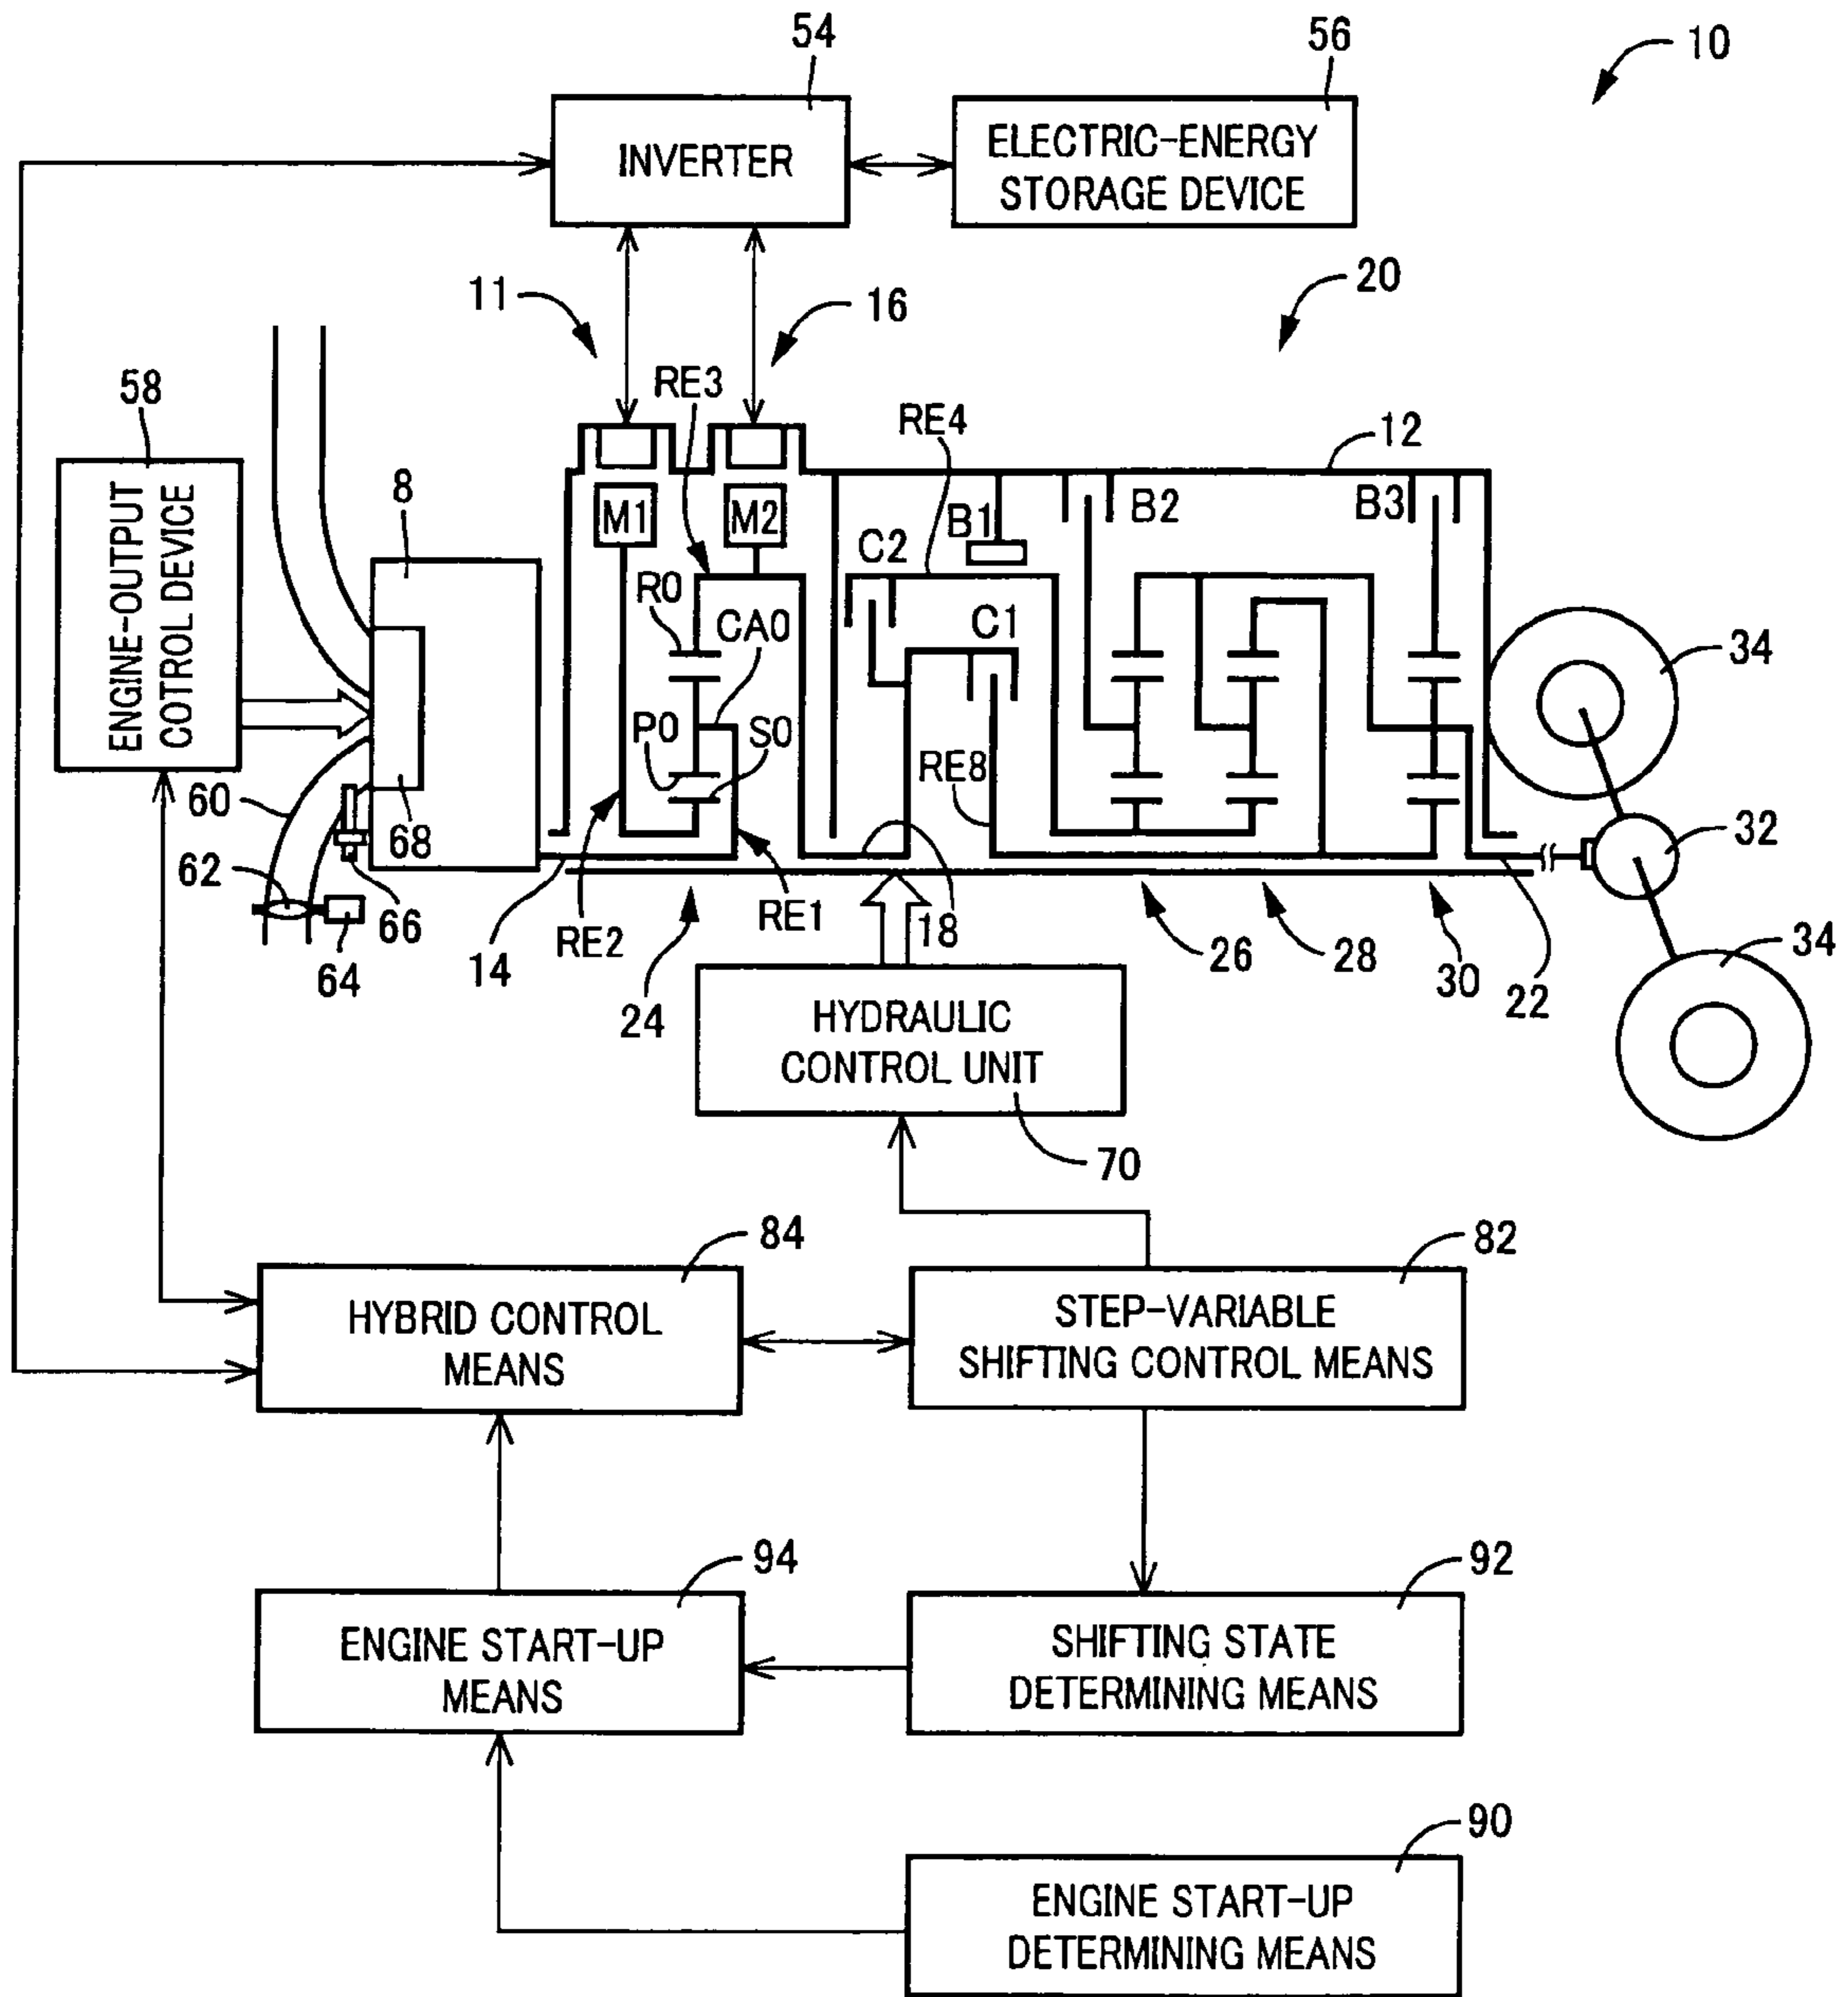 54
56
10
INVERTER
ELECTRIC-ENERGY
STORAGE DEVICE
11
16
20
58
RE3
RE4
12
8
ENGINE-OUTPUT
COTROL DEVICE
M1
M2
B1
B2
B3
C2
R0
CA0
C1
34
P0
S0
RE8
60
68
32
62
66
18
RE1
RE2
64
14
24
26
28
30
22
34
HYDRAULIC
CONTROL UNIT
70
84
82
HYBRID CONTROL
MEANS
STEP-VARIABLE
SHIFTING CONTROL MEANS
94
92
ENGINE START-UP
MEANS
SHIFTING STATE
DETERMINING MEANS
90
ENGINE START-UP
DETERMINING MEANS